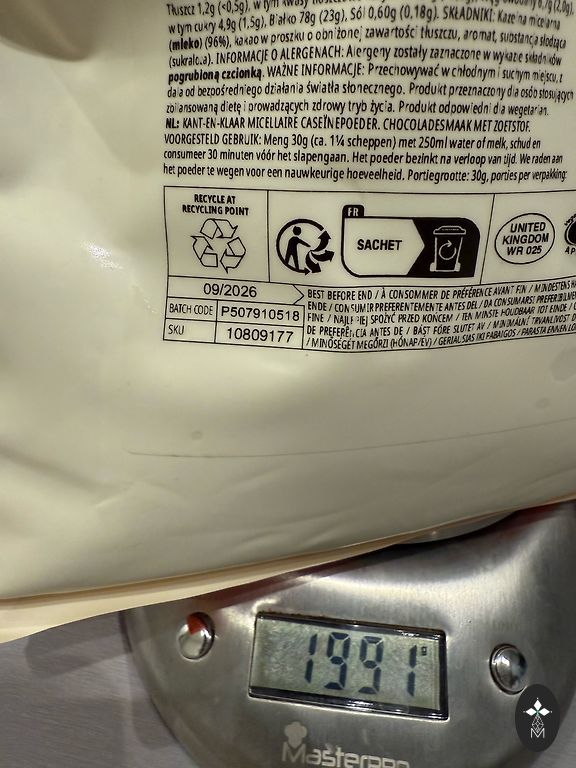 Tłuszcz 1,2g (<0,5g), w tym kwasy
w tym cukry 4,9g (1,5g), Białko 78g (23g), Sól 0,60g (0,18g). SKŁADNIKI: Kazeina micelarna
(mleko) (96%), kakao w proszku o obniżonej zawartości tłuszczu, aromat, substancja słodząca
(sukraloza). INFORMACJE O ALERGENACH: Alergeny zostały zaznaczone w wykazie składników
pogrubioną czcionką. WAŻNE INFORMACJE: Przechowywać w chłodnym i suchym miejscu, z
dala od bezpośredniego działania światła słonecznego. Produkt przeznaczony dla osób stosujących
zbilansowaną dietę i prowadzących zdrowy tryb życia. Produkt odpowiedni dla wegetarian.
NL: KANT-EN-KLAAR MICELLAIRE CASEÏNEPOEDER. CHOCOLADESMAAK MET ZOETSTOF.
VOORGESTELD GEBRUIK: Meng 30g (ca. 1¼ scheppen) met 250ml water of melk, schud en
consumeer 30 minuten vóór het slapengaan. Het poeder bezinkt na verloop van tijd. We raden aan
het poeder te wegen voor een nauwkeurige hoeveelheid. Portiegrootte: 30g, porties per verpakking:
RECYCLE AT
RECYCLING POINT
FR
SACHET
UNITED
KINGDOM
WR 025
09/2026
BATCH CODE P507910518
SKU 10809177
BEST BEFORE END / À CONSOMMER DE PRÉFÉRENCE AVANT FIN / MINDESTENS
ENDE / CONSUMIR PREFERENTEMENTE ANTES DEL / DA CONSUMARSI
FINE / NAJLEPIEJ SPOŻYĆ PRZED KOŃCEM / TEN MINSTE HOUDBAAR TOT EINDE /
DE PREFERÊNCIA ANTES DE / BÄST FÖRE SLUTET AV / MINIMÁLNÍ TRVANLIVOST
/ MINŐSÉGÉT MEGŐRZI (HÓNAP/ÉV) / GERIAUSIAS IKI PABAIGOS / PARASTA ENNEN
1991
MasterPRO
M